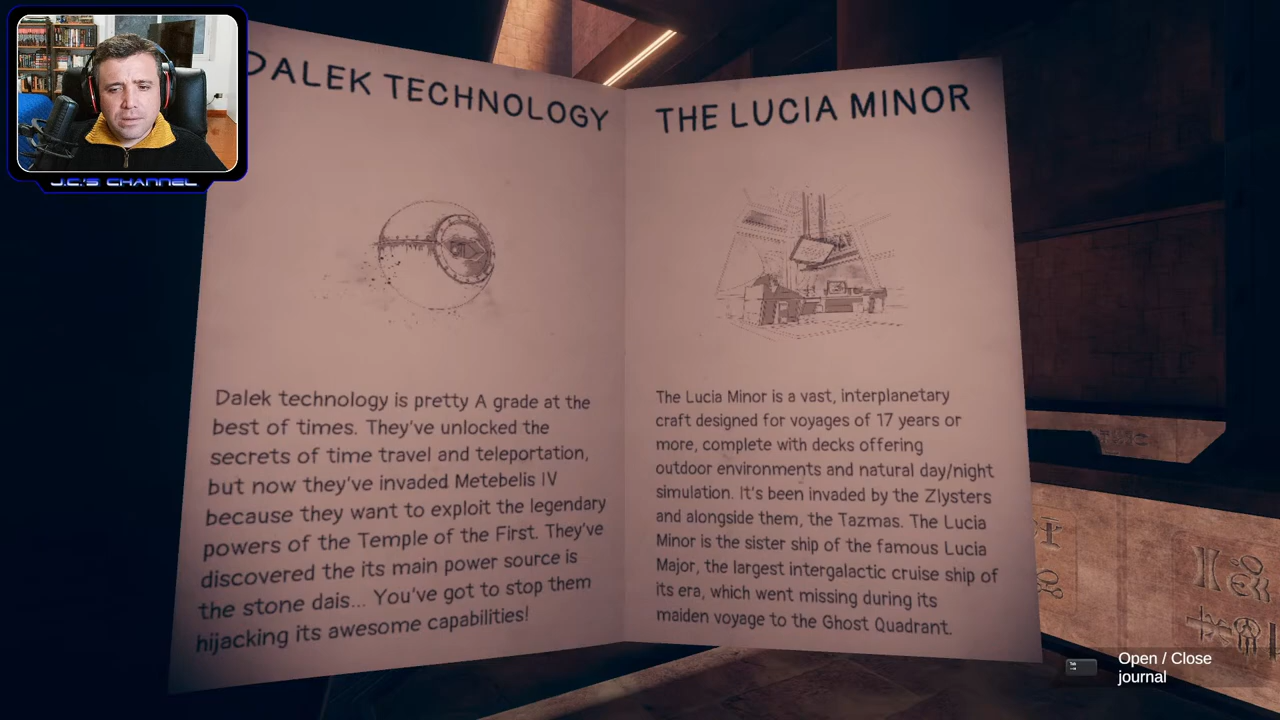 J.C.'S CHANNEL
DALEK TECHNOLOGY
Dalek technology is pretty A grade at the
best of times. They've unlocked the
secrets of time travel and teleportation,
but now they've invaded Metebelis IV
because they want to exploit the legendary
powers of the Temple of the First. They've
discovered the its main power source is
the stone dais... You've got to stop them
hijacking its awesome capabilities!
THE LUCIA MINOR
The Lucia Minor is a vast, interplanetary
craft designed for voyages of 17 years or
more, complete with decks offering
outdoor environments and natural day/night
simulation. It's been invaded by the Zlysters
and alongside them, the Tazmas. The Lucia
Minor is the sister ship of the famous Lucia
Major, the largest intergalactic cruise ship of
its era, which went missing during its
maiden voyage to the Ghost Quadrant.
Tab
Open / Close
journal